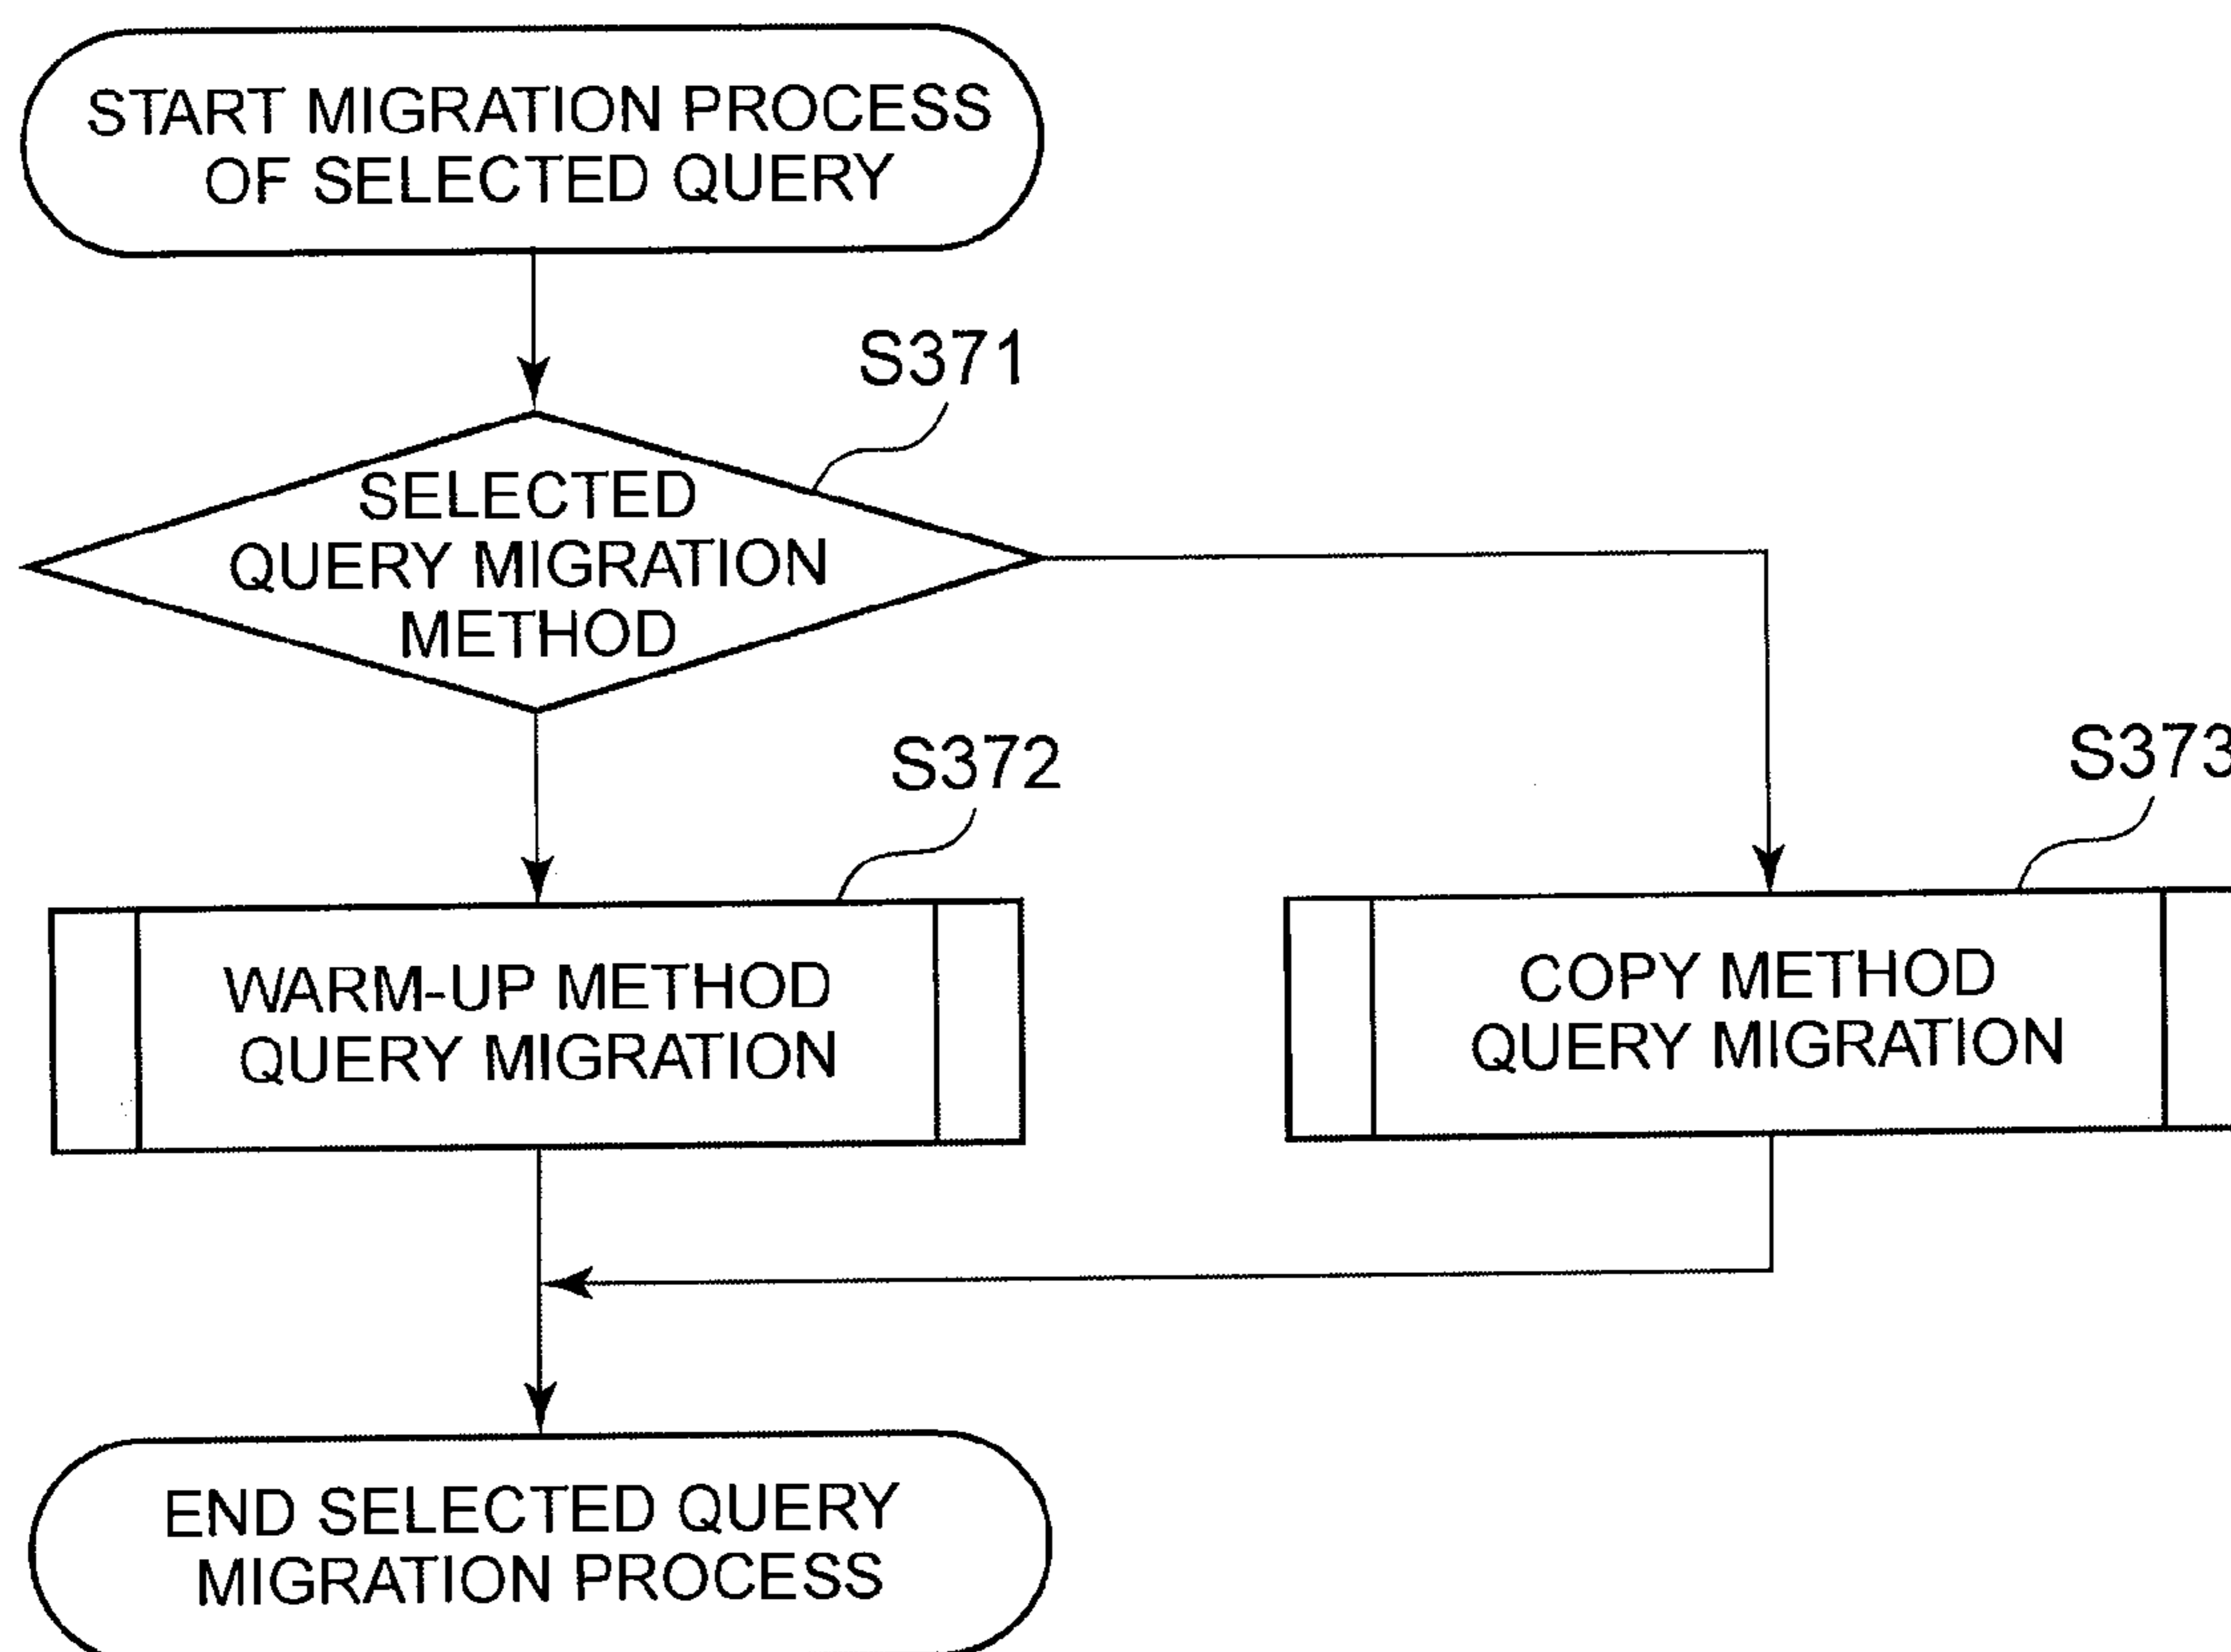 START MIGRATION PROCESS
OF SELECTED QUERY
S371
SELECTED
QUERY MIGRATION
METHOD
S372
S373
WARM-UP METHOD
QUERY MIGRATION
COPY METHOD
QUERY MIGRATION
END SELECTED QUERY
MIGRATION PROCESS